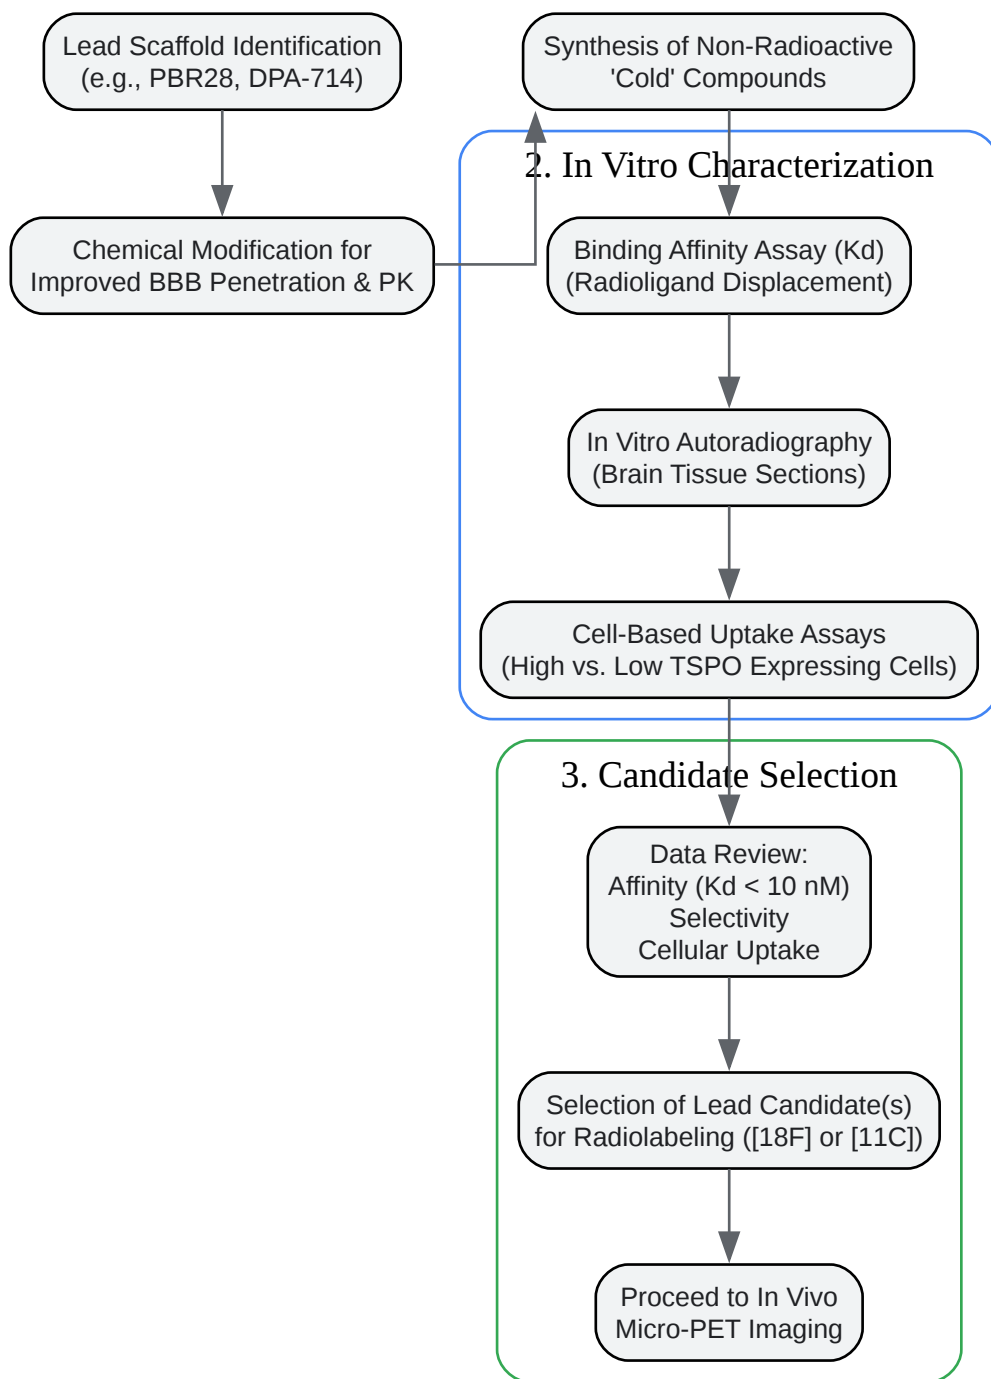 Lead Scaffold Identification
(e.g., PBR28, DPA-714)
Chemical Modification for
Improved BBB Penetration & PK
Synthesis of Non-Radioactive
'Cold' Compounds
2. In Vitro Characterization
Binding Affinity Assay (Kd)
(Radioligand Displacement)
In Vitro Autoradiography
(Brain Tissue Sections)
Cell-Based Uptake Assays
(High vs. Low TSPO Expressing Cells)
3. Candidate Selection
Data Review:
Affinity (Kd < 10 nM)
Selectivity
Cellular Uptake
Selection of Lead Candidate(s)
for Radiolabeling ([18F] or [11C])
Proceed to In Vivo
Micro-PET Imaging